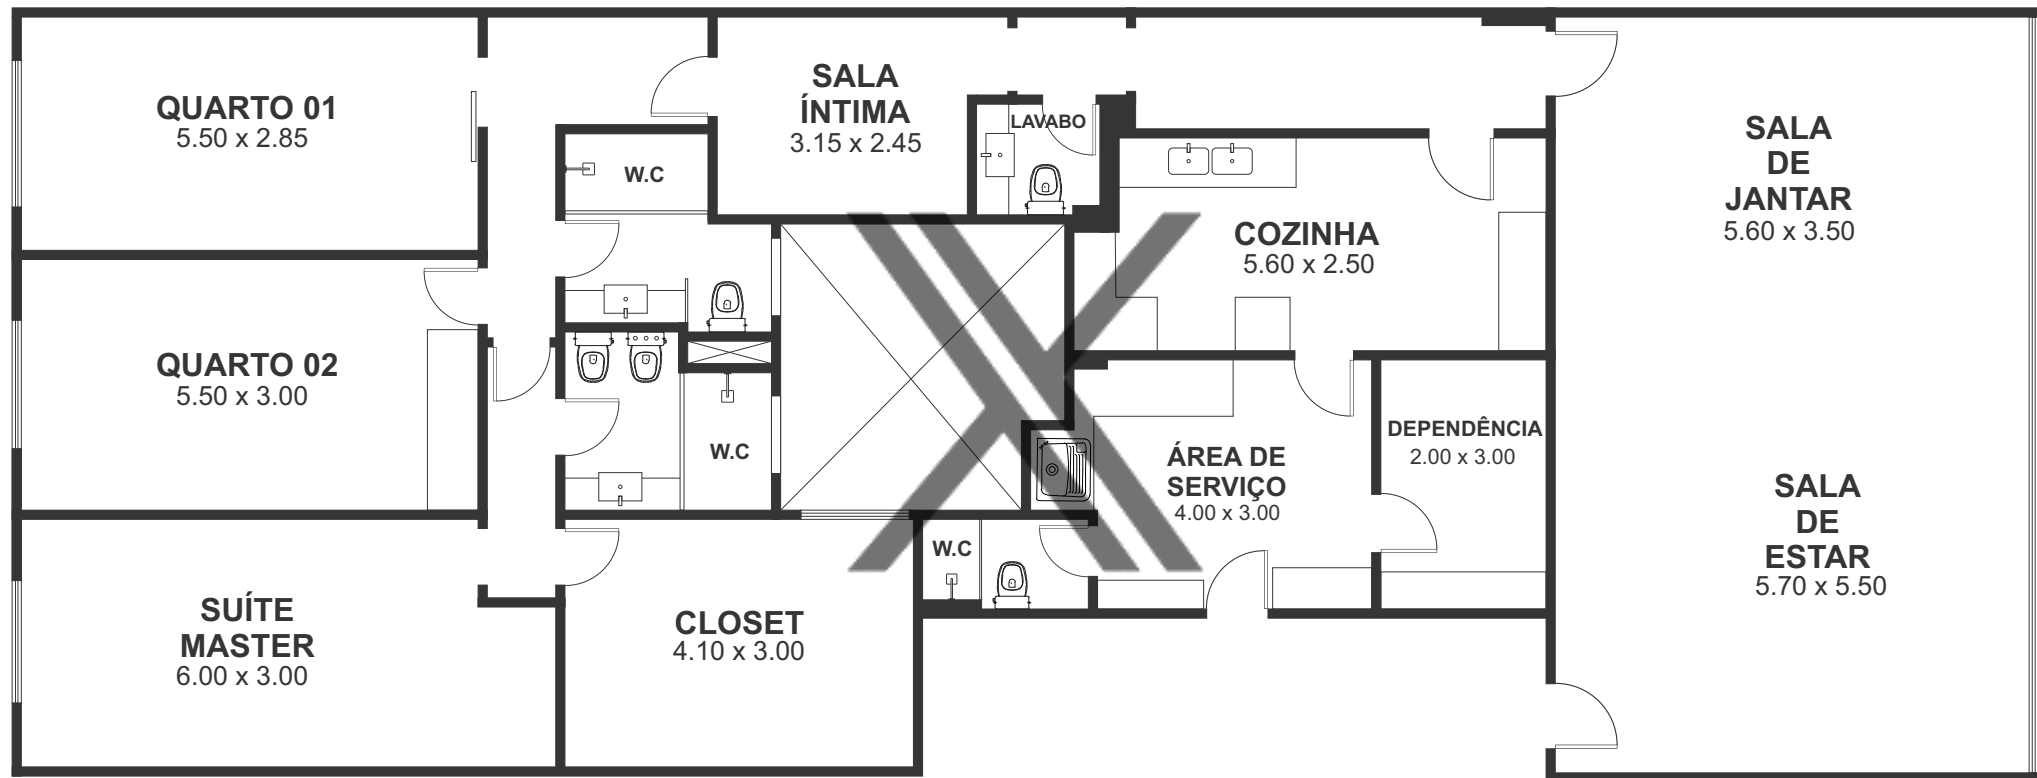 QUARTO 01
5.50 x 2.85
SALA
ÍNTIMA
3.15 x 2.45
LAVABO
W.C
SALA
DE
JANTAR
5.60 x 3.50
COZINHA
5.60 x 2.50
QUARTO 02
5.50 x 3.00
W.C
ÁREA DE
SERVIÇO
4.00 x 3.00
DEPENDÊNCIA
2.00 x 3.00
SALA
DE
ESTAR
5.70 x 5.50
W.C
SUÍTE
MASTER
6.00 x 3.00
CLOSET
4.10 x 3.00